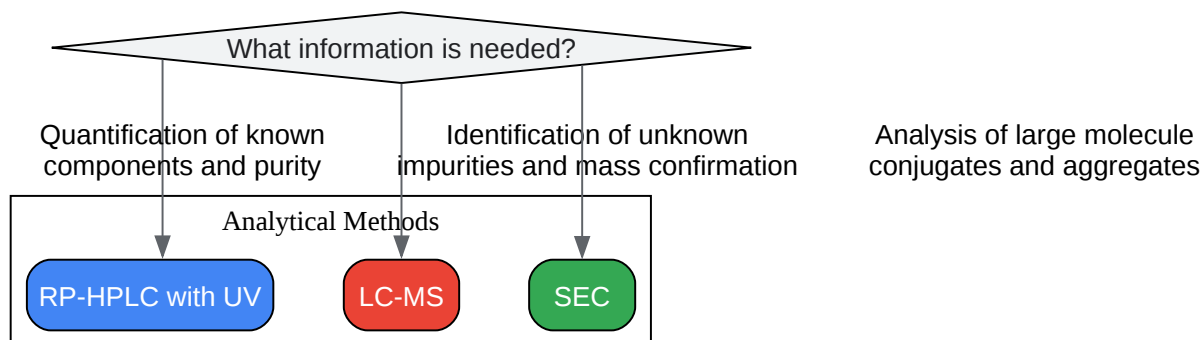 What information is needed?
Quantification of known
components and purity
Identification of unknown
impurities and mass confirmation
Analysis of large molecule
conjugates and aggregates
Analytical Methods
RP-HPLC with UV
LC-MS
SEC